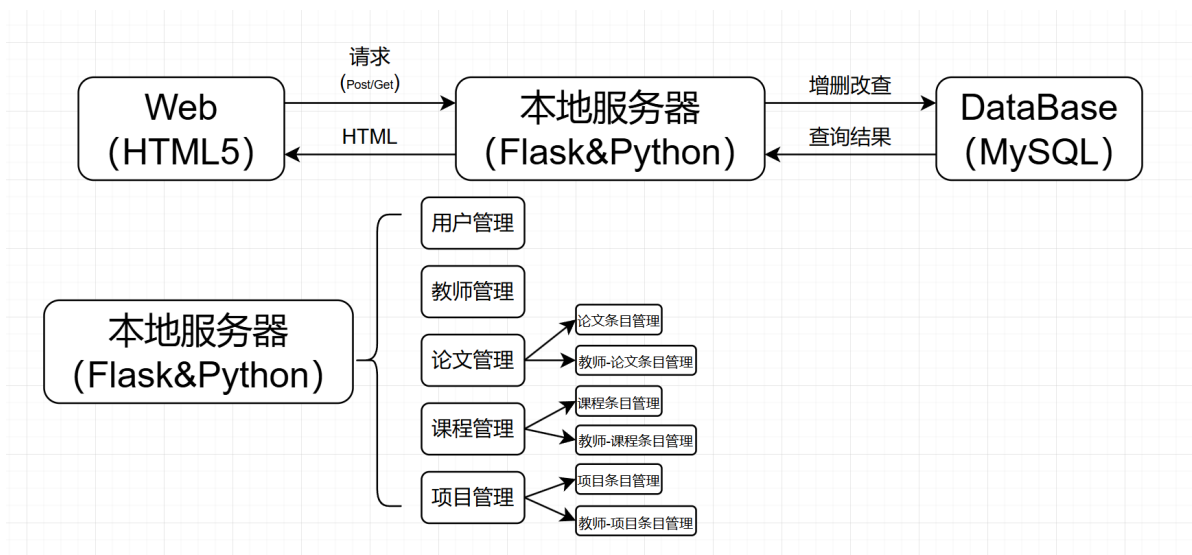 请求
(Post/Get)
Web
(HTML5)
HTML
本地服务器
(Flask&Python)
增删改查
查询结果
DataBase
(MySQL)
本地服务器
(Flask&Python)
用户管理
教师管理
论文管理
论文条目管理
教师-论文条目管理
课程管理
课程条目管理
教师-课程条目管理
项目管理
项目条目管理
教师-项目条目管理